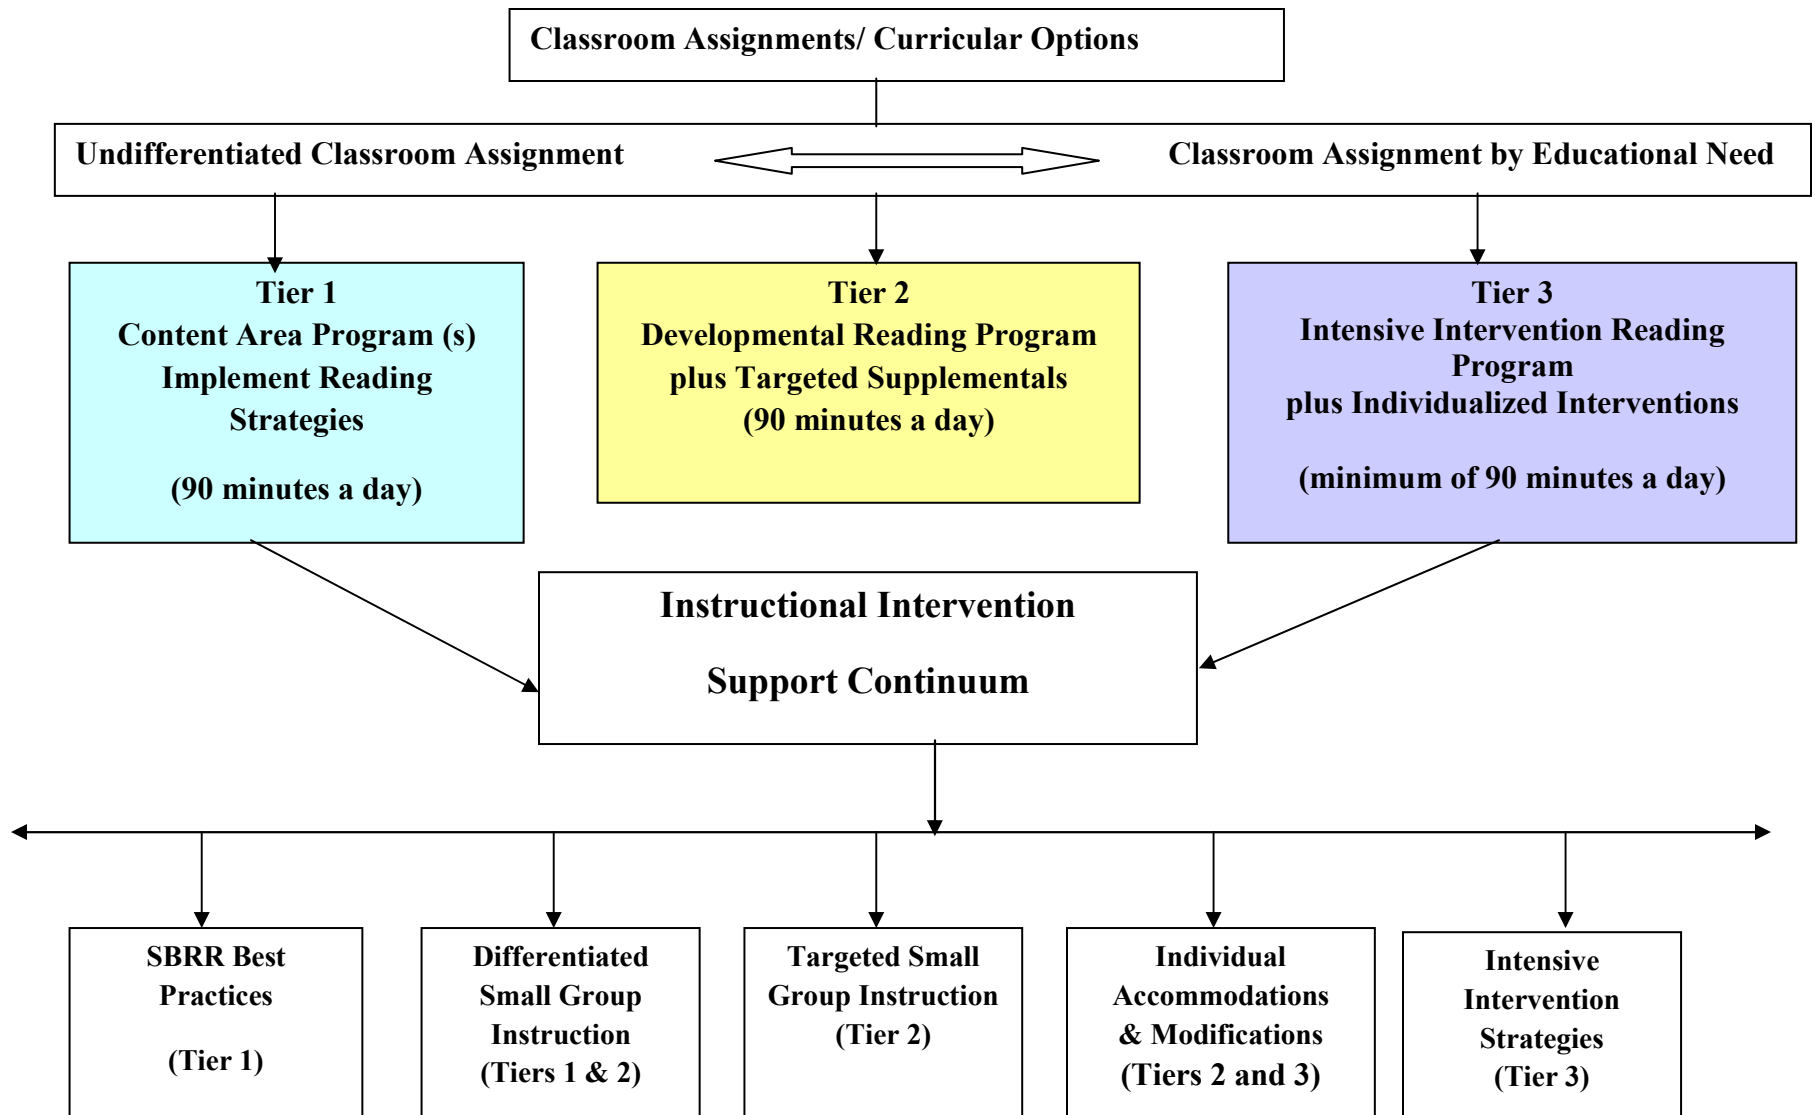 Classroom Assignments/ Curricular Options
Undifferentiated Classroom Assignment
Classroom Assignment by Educational Need
Tier 1
Content Area Program (s)
Implement Reading
Strategies
(90 minutes a day)
Tier 2
Developmental Reading Program
plus Targeted Supplementals
(90 minutes a day)
Tier 3
Intensive Intervention Reading
Program
plus Individualized Interventions
(minimum of 90 minutes a day)
Instructional Intervention
Support Continuum
SBRR Best
Practices
(Tier 1)
Differentiated
Small Group
Instruction
(Tiers 1 & 2)
Targeted Small
Group Instruction
(Tier 2)
Individual
Accommodations
& Modifications
(Tiers 2 and 3)
Intensive
Intervention
Strategies
(Tier 3)